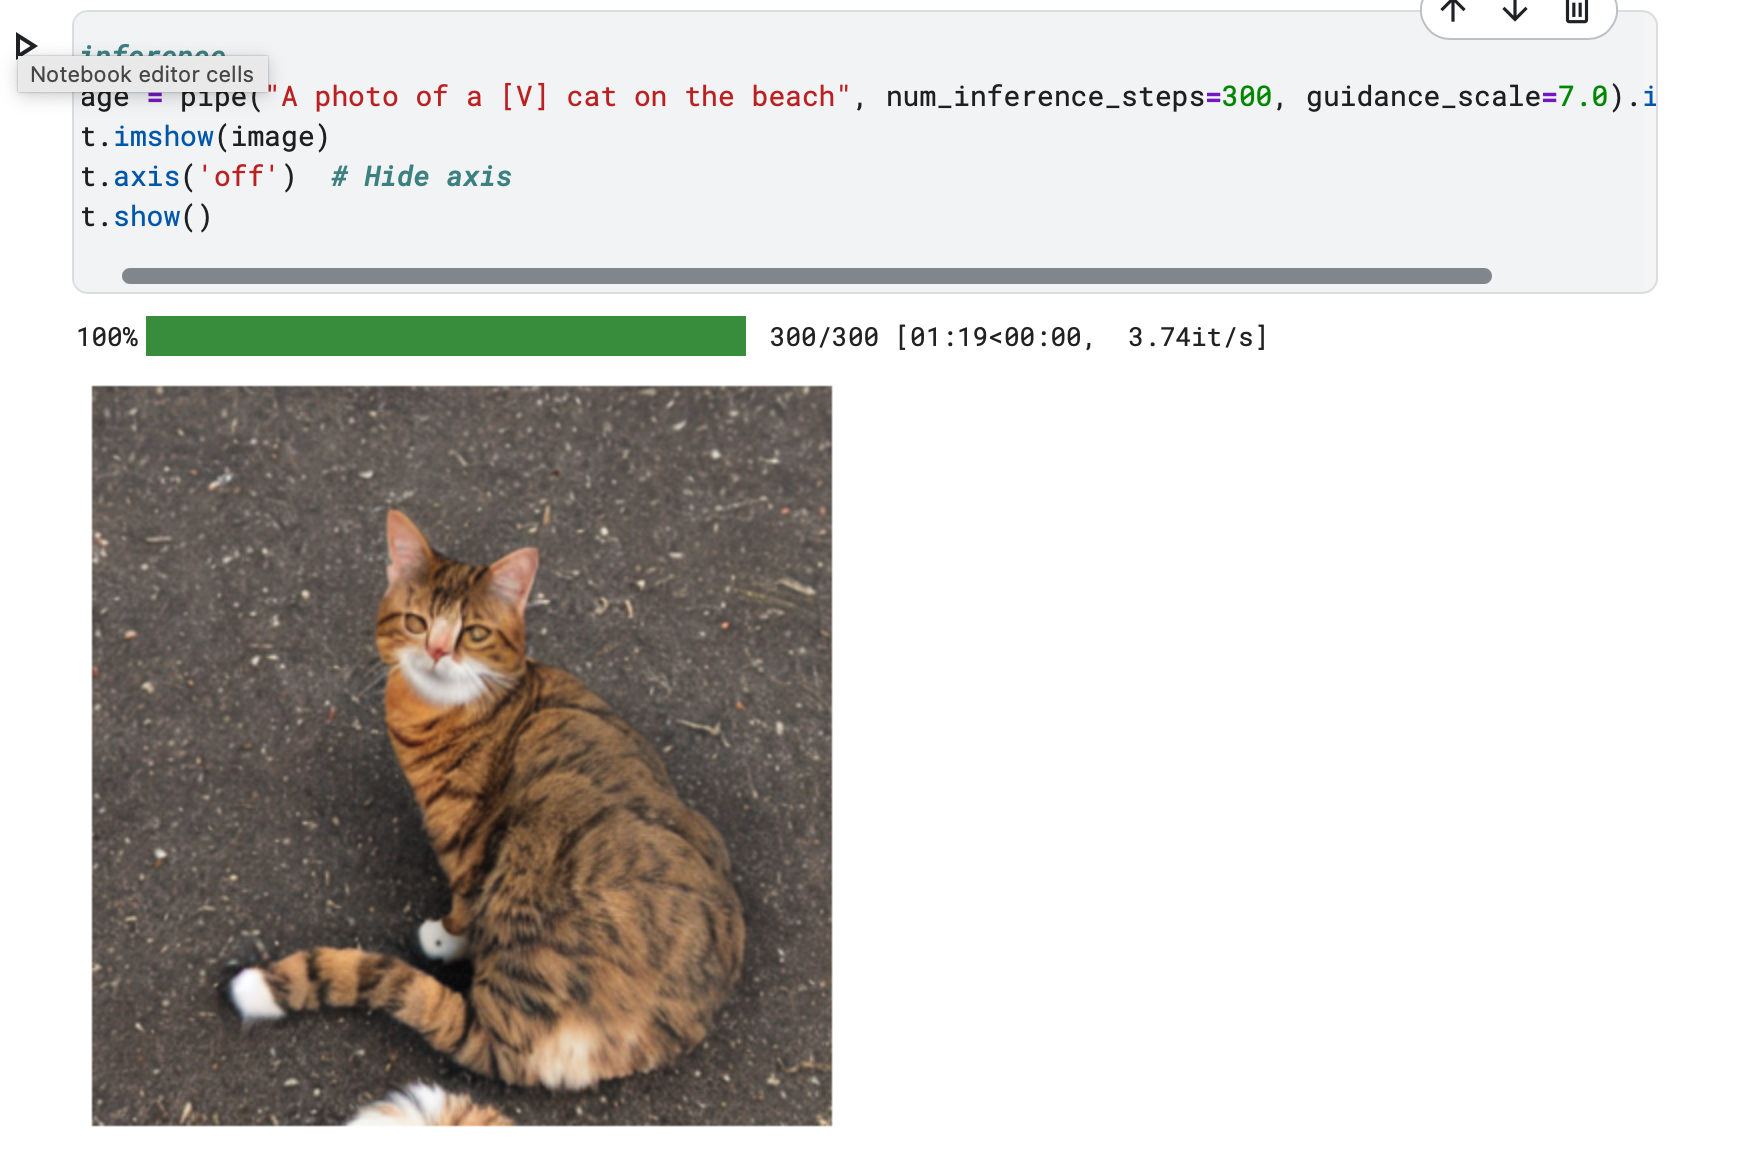 inference
Notebook editor cells
age = pipe("A photo of a [V] cat on the beach", num_inference_steps=300, guidance_scale=7.0).i
t.imshow(image)
t.axis('off')  # Hide axis
t.show()
100% 300/300 [01:19<00:00,  3.74it/s]